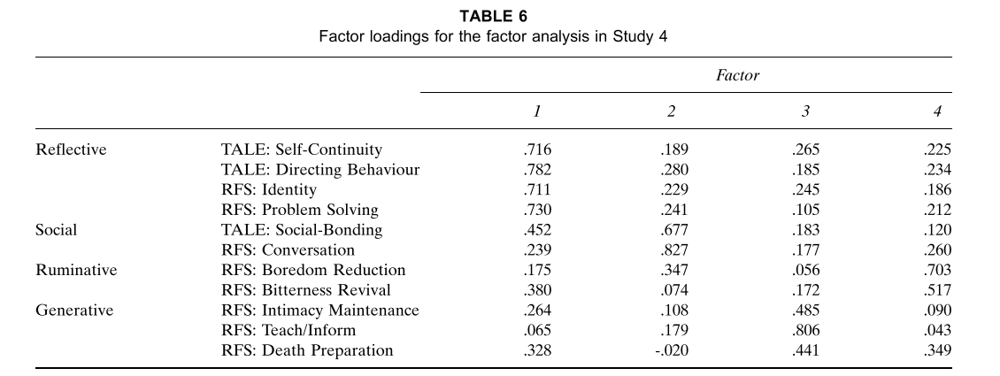 TABLE 6
Factor loadings for the factor analysis in Study 4
Factor
1 2 3 4
Reflective TALE: Self-Continuity .716 .189 .265 .225
TALE: Directing Behaviour .782 .280 .185 .234
RFS: Identity .711 .229 .245 .186
RFS: Problem Solving .730 .241 .105 .212
Social TALE: Social-Bonding .452 .677 .183 .120
RFS: Conversation .239 .827 .177 .260
Ruminative RFS: Boredom Reduction .175 .347 .056 .703
RFS: Bitterness Revival .380 .074 .172 .517
Generative RFS: Intimacy Maintenance .264 .108 .485 .090
RFS: Teach/Inform .065 .179 .806 .043
RFS: Death Preparation .328 -.020 .441 .349